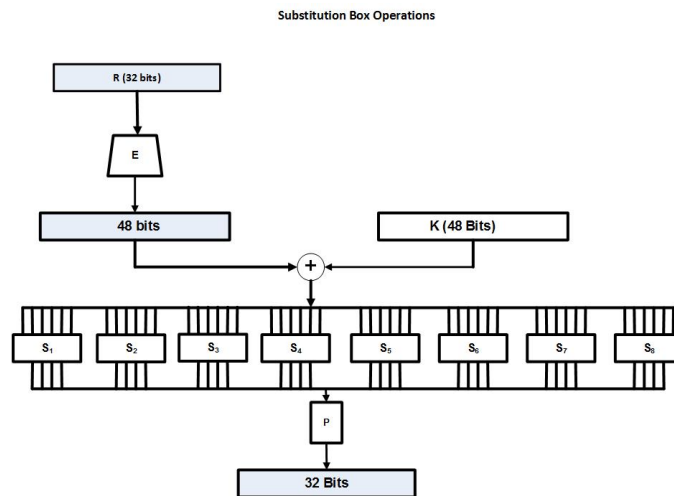 Substitution Box Operations
R (32 bits)
E
48 bits
K (48 Bits)
+
S₁ S₂ S₃ S₄ S₅ S₆ S₇ S₈
P
32 Bits